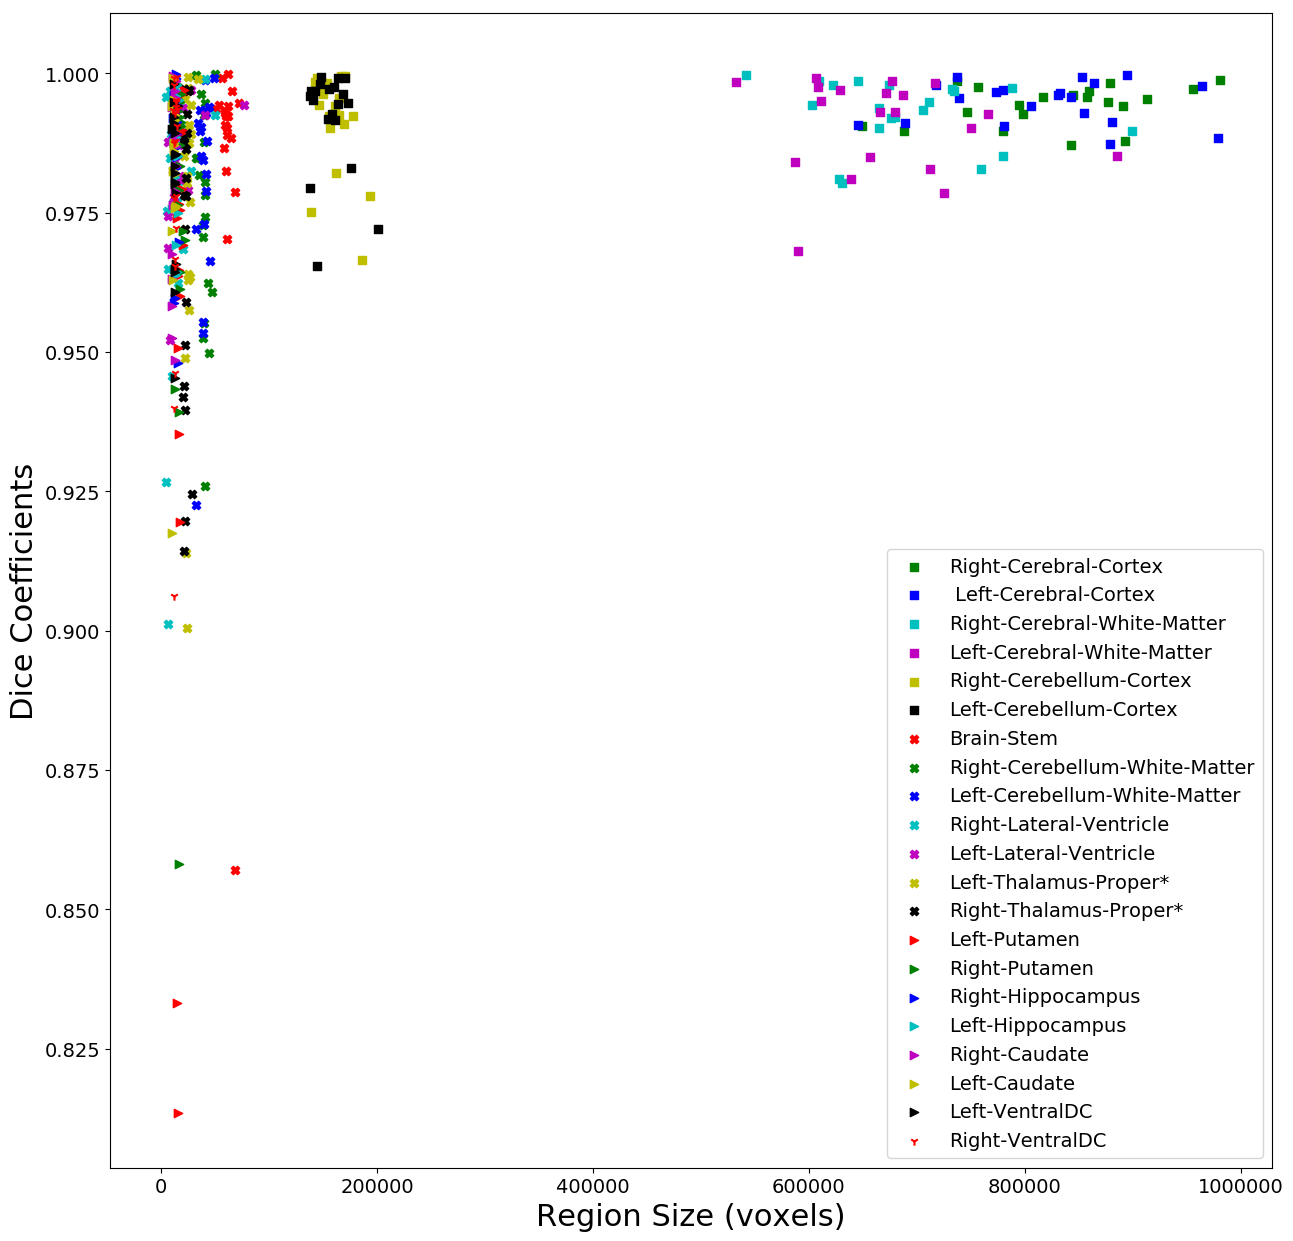 1.000
0.975
0.950
0.925
0.900
0.875
0.850
0.825
Dice Coefficients
Right-Cerebral-Cortex
Left-Cerebral-Cortex
Right-Cerebral-White-Matter
Left-Cerebral-White-Matter
Right-Cerebellum-Cortex
Left-Cerebellum-Cortex
Brain-Stem
Right-Cerebellum-White-Matter
Left-Cerebellum-White-Matter
Right-Lateral-Ventricle
Left-Lateral-Ventricle
Left-Thalamus-Proper*
Right-Thalamus-Proper*
Left-Putamen
Right-Putamen
Right-Hippocampus
Left-Hippocampus
Right-Caudate
Left-Caudate
Left-VentralDC
Right-VentralDC
0 200000 400000 600000 800000 1000000
Region Size (voxels)